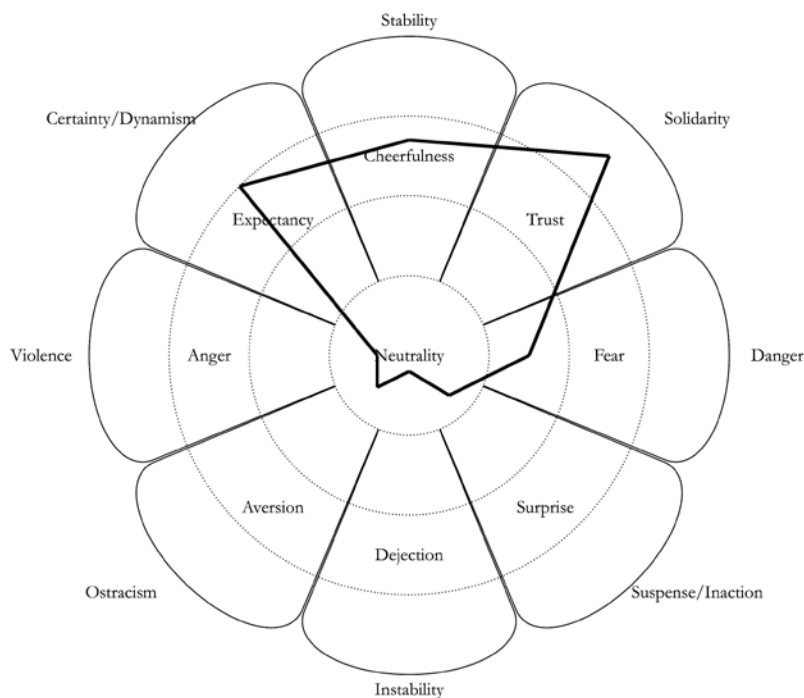 Stability
Certainty/Dynamism
Solidarity
Cheerfulness
Expectancy
Trust
Violence
Anger
Neutrality
Fear
Danger
Aversion
Surprise
Dejection
Ostracism
Suspense/Inaction
Instability